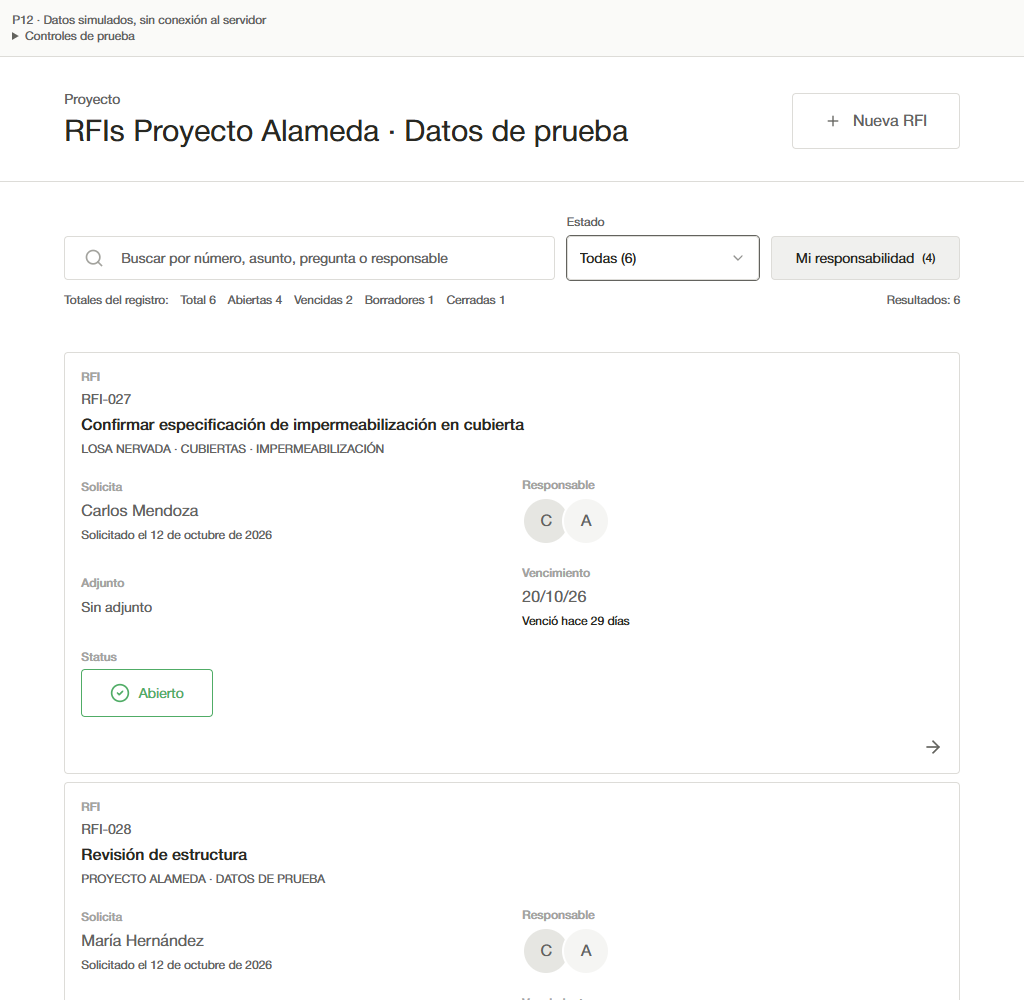 P12 · Datos simulados, sin conexión al servidor
Controles de prueba
Proyecto
RFIs Proyecto Alameda · Datos de prueba
Nueva RFI
Estado
Buscar por número, asunto, pregunta o responsable
Todas (6)
Mi responsabilidad (4)
Totales del registro: Total 6 Abiertas 4 Vencidas 2 Borradores 1 Cerradas 1
Resultados: 6
RFI
RFI-027
Confirmar especificación de impermeabilización en cubierta
LOSA NERVADA · CUBIERTAS · IMPERMEABILIZACIÓN
Solicita
Carlos Mendoza
Solicitado el 12 de octubre de 2026
Responsable
C A
Adjunto
Sin adjunto
Vencimiento
20/10/26
Venció hace 29 días
Status
Abierto
RFI
RFI-028
Revisión de estructura
PROYECTO ALAMEDA · DATOS DE PRUEBA
Solicita
María Hernández
Solicitado el 12 de octubre de 2026
Responsable
C A